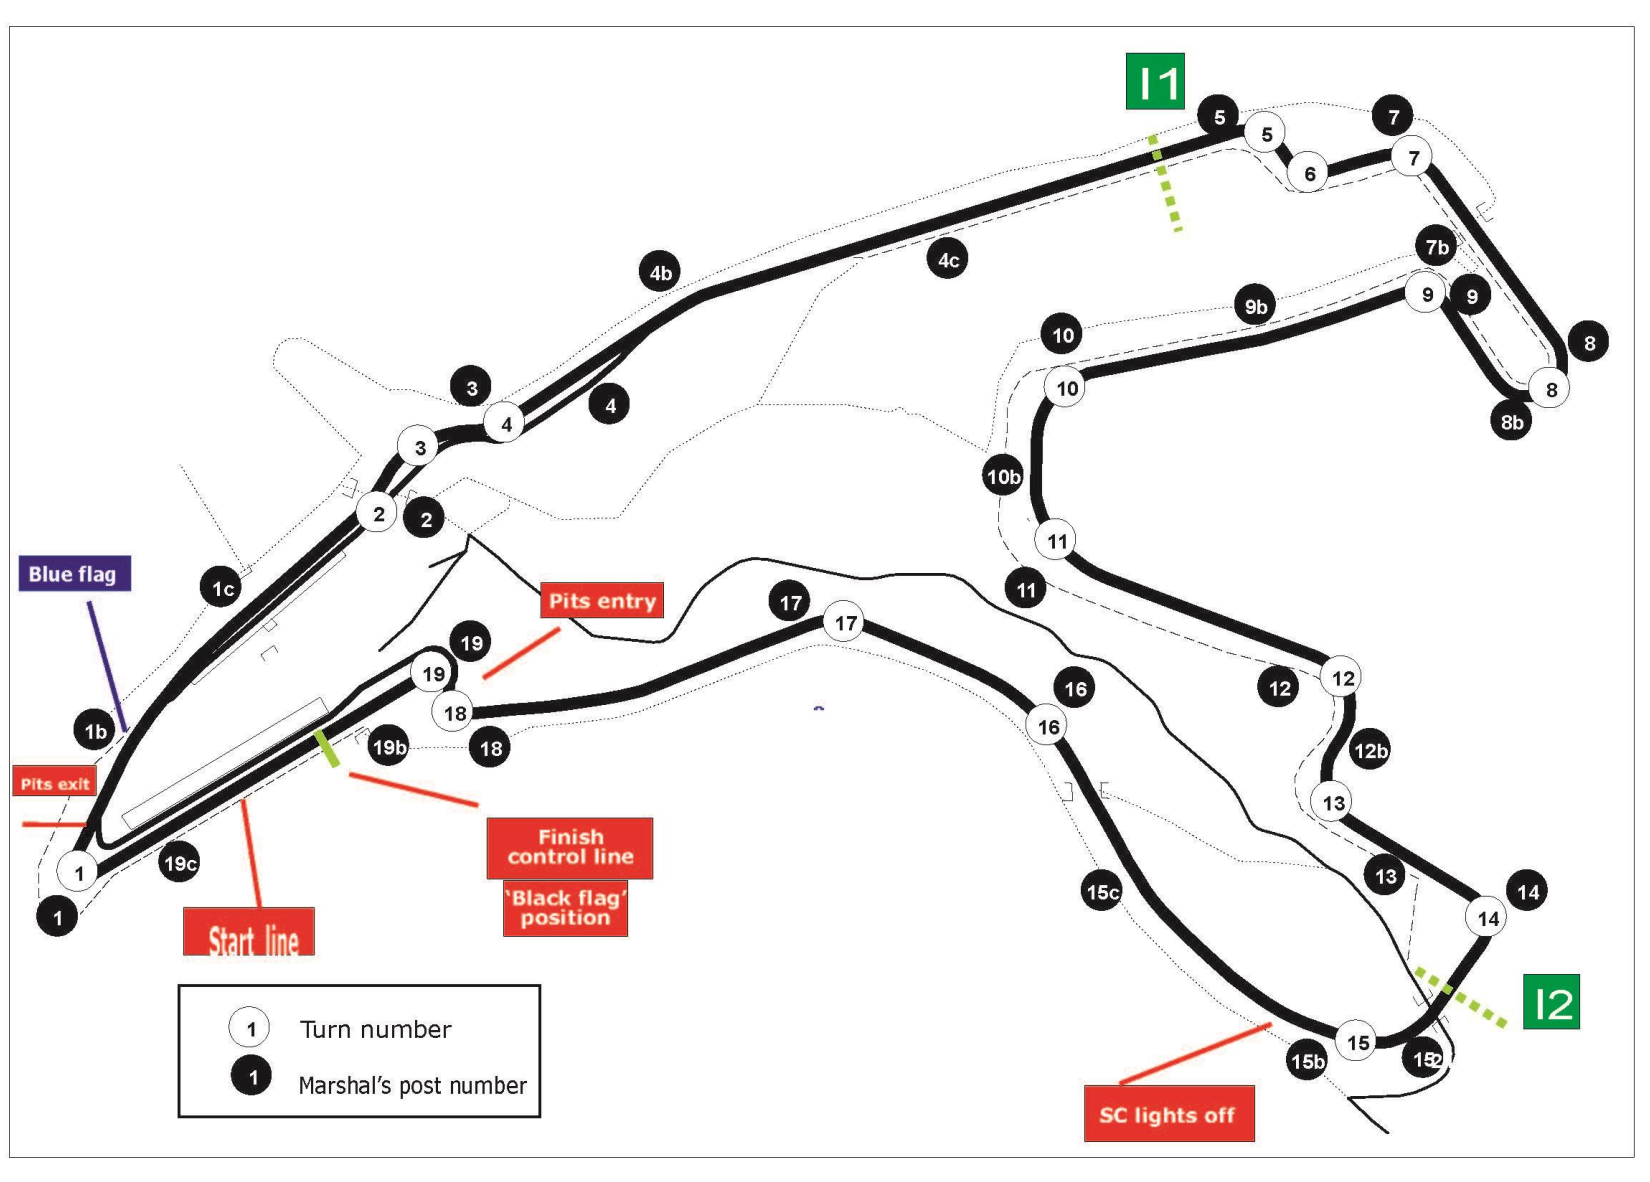 I1
5
7
5
7
6
7b
4b
4c
9
9
9b
10
8
3
10
8
4
4
8b
3
10b
2
2
11
Blue flag
1c
11
Pits entry
17
17
19
19
12
12
16
18
16
1b
19b
18
12b
Pits exit
13
Finish
control line
19c
1
13
15c
14
'Black flag'
position
1
14
Start line
I2
1 Turn number
15
15b
1 Marshal's post number
SC lights off